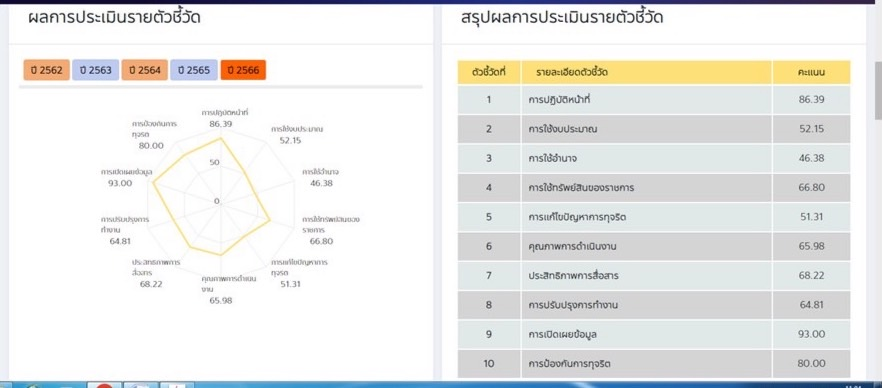 ผลการประเมินรายตัวชี้วัด
ปี 2562 ปี 2563 ปี 2564 ปี 2565 ปี 2566
การปฏิบัติหน้าที่
86.39
การใช้งบประมาณ
52.15
การใช้อำนาจ
46.38
การใช้ทรัพย์สินของ
ราชการ
66.80
การแก้ไขปัญหาการ
ทุจริต
51.31
คุณภาพการดำเนิน
งาน
65.98
ประสิทธิภาพการ
สื่อสาร
68.22
การปรับปรุงการ
ทำงาน
64.81
การเปิดเผยข้อมูล
93.00
การป้องกันการ
ทุจริต
80.00
50
0
สรุปผลการประเมินรายตัวชี้วัด
ตัวชี้วัดที่ รายละเอียดตัวชี้วัด คะแนน
1 การปฏิบัติหน้าที่ 86.39
2 การใช้งบประมาณ 52.15
3 การใช้อำนาจ 46.38
4 การใช้ทรัพย์สินของราชการ 66.80
5 การแก้ไขปัญหาการทุจริต 51.31
6 คุณภาพการดำเนินงาน 65.98
7 ประสิทธิภาพการสื่อสาร 68.22
8 การปรับปรุงการทำงาน 64.81
9 การเปิดเผยข้อมูล 93.00
10 การป้องกันการทุจริต 80.00